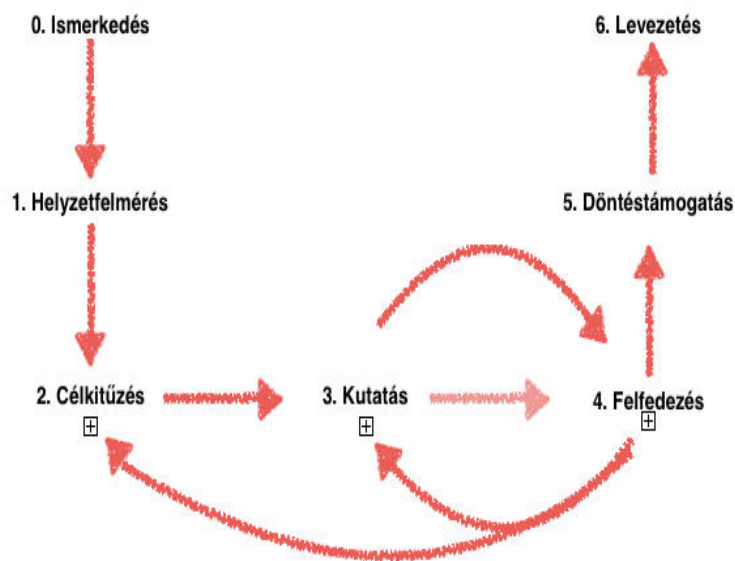 0. Ismerkedés
6. Levezetés
1. Helyzetfelmérés
5. Döntéstámogatás
2. Célkitűzés
3. Kutatás
4. Felfedezés